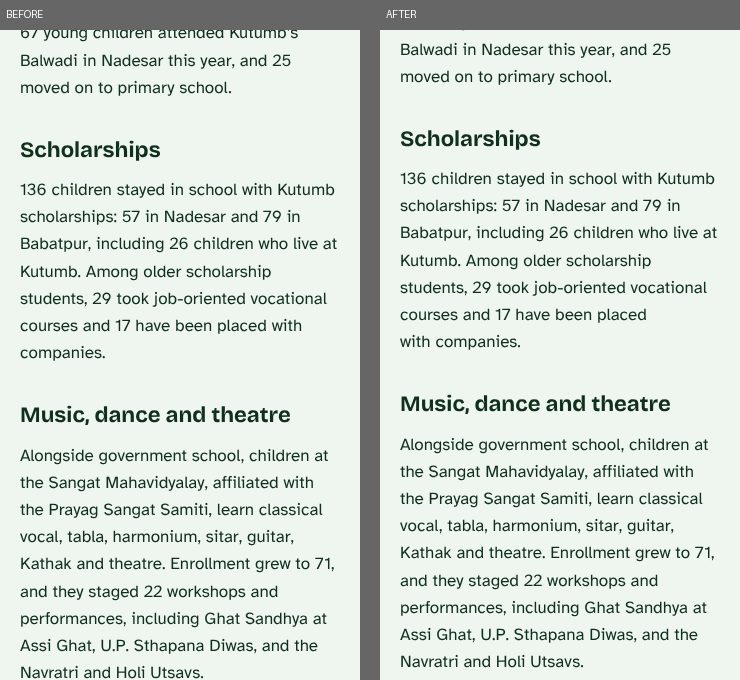 BEFORE
67 young children attended Kutumb's
Balwadi in Nadesar this year, and 25
moved on to primary school.
Scholarships
136 children stayed in school with Kutumb
scholarships: 57 in Nadesar and 79 in
Babatpur, including 26 children who live at
Kutumb. Among older scholarship
students, 29 took job-oriented vocational
courses and 17 have been placed with
companies.
Music, dance and theatre
Alongside government school, children at
the Sangat Mahavidyalay, affiliated with
the Prayag Sangat Samiti, learn classical
vocal, tabla, harmonium, sitar, guitar,
Kathak and theatre. Enrollment grew to 71,
and they staged 22 workshops and
performances, including Ghat Sandhya at
Assi Ghat, U.P. Sthapana Diwas, and the
Navratri and Holi Utsavs.
AFTER
Balwadi in Nadesar this year, and 25
moved on to primary school.
Scholarships
136 children stayed in school with Kutumb
scholarships: 57 in Nadesar and 79 in
Babatpur, including 26 children who live at
Kutumb. Among older scholarship
students, 29 took job-oriented vocational
courses and 17 have been placed
with companies.
Music, dance and theatre
Alongside government school, children at
the Sangat Mahavidyalay, affiliated with
the Prayag Sangat Samiti, learn classical
vocal, tabla, harmonium, sitar, guitar,
Kathak and theatre. Enrollment grew to 71,
and they staged 22 workshops and
performances, including Ghat Sandhya at
Assi Ghat, U.P. Sthapana Diwas, and the
Navratri and Holi Utsavs.